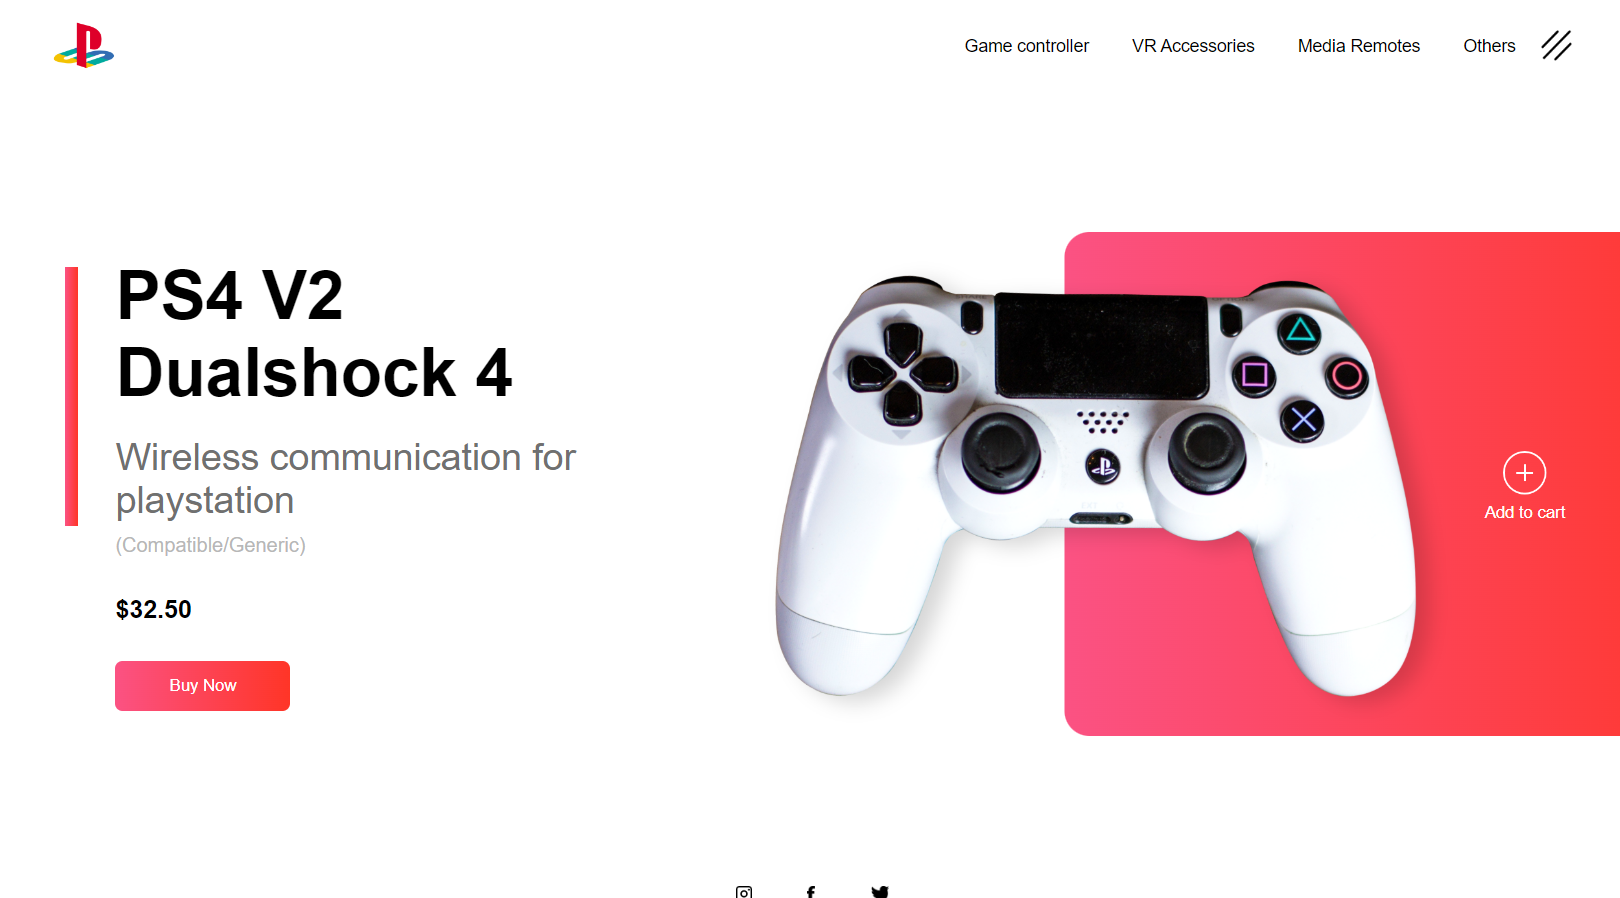 Game controller VR Accessories Media Remotes Others
PS4 V2
Dualshock 4
Wireless communication for
playstation
(Compatible/Generic)
$32.50
Buy Now
Add to cart